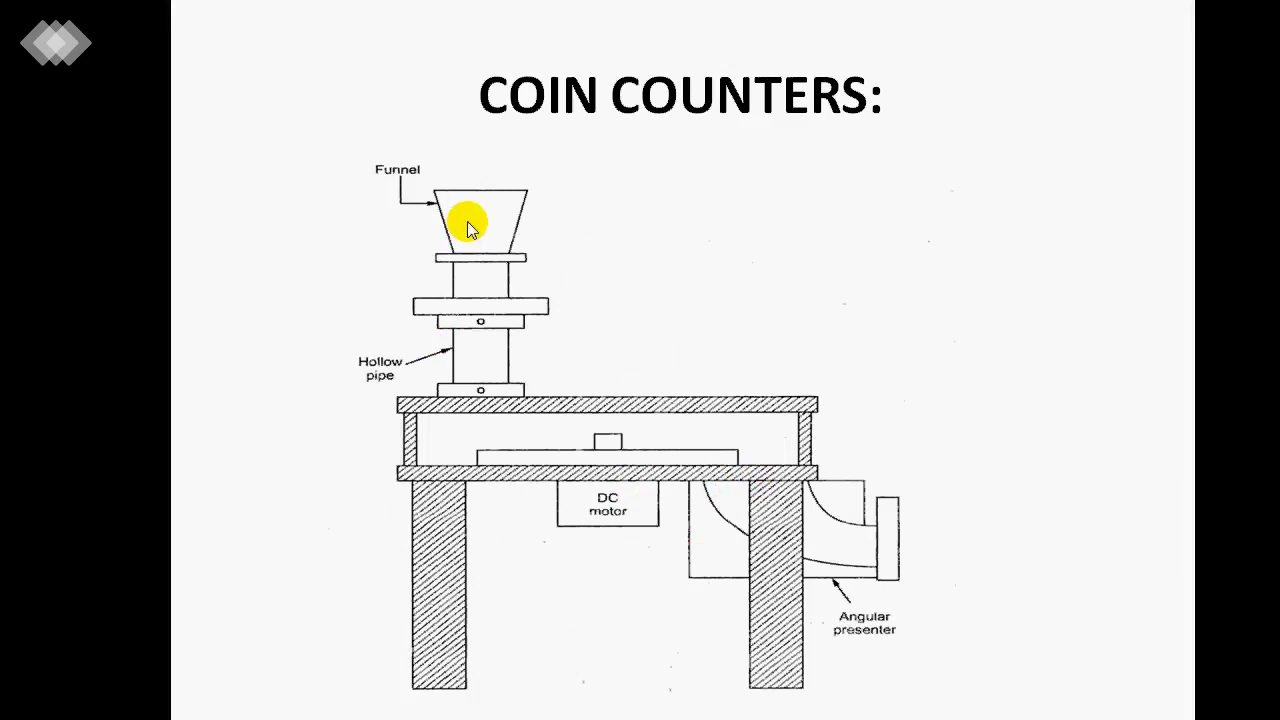 COIN COUNTERS:
Funnel
Hollow
pipe
DC
motor
Angular
presenter